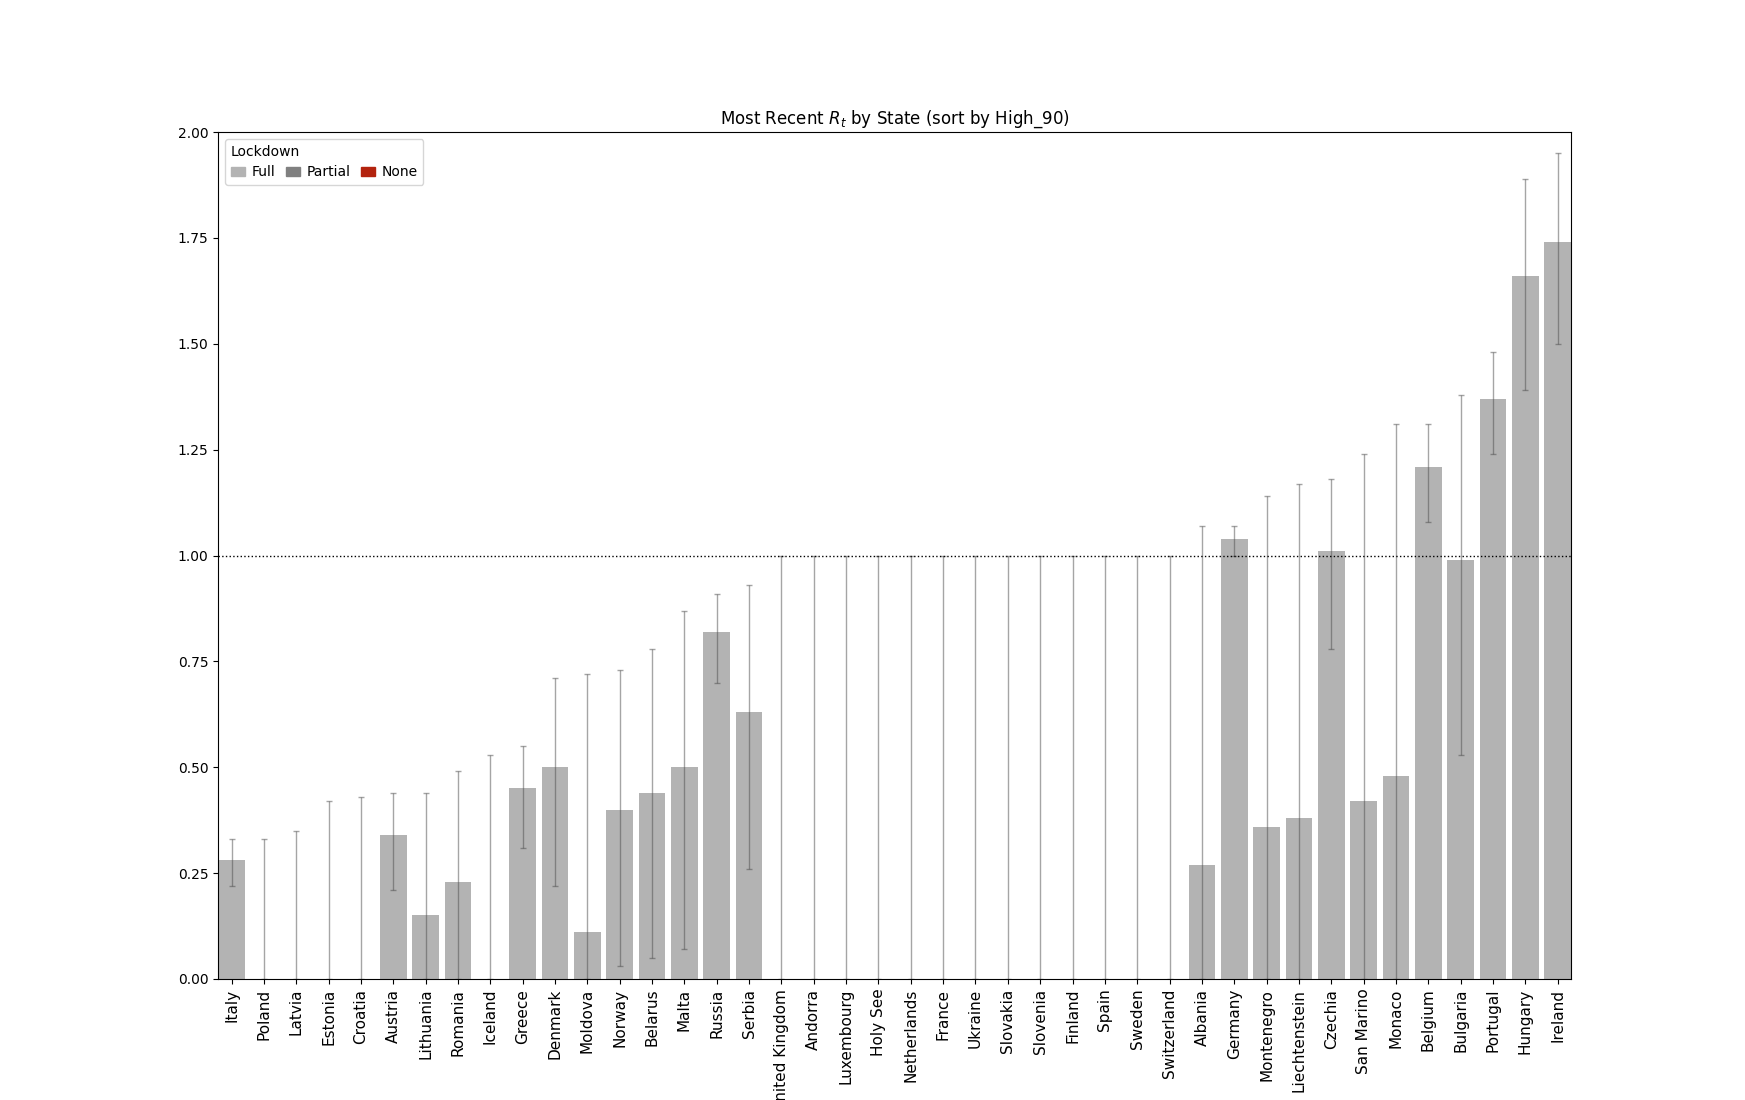 Most Recent R_t by State (sort by High_90)
2.00
Lockdown
Full Partial None
1.75
1.50
1.25
1.00
0.75
0.50
0.25
0.00
Italy
Poland
Latvia
Estonia
Croatia
Austria
Lithuania
Romania
Iceland
Greece
Denmark
Moldova
Norway
Belarus
Malta
Russia
Serbia
nited Kingdom
Andorra
Luxembourg
Holy See
Netherlands
France
Ukraine
Slovakia
Slovenia
Finland
Spain
Sweden
Switzerland
Albania
Germany
Montenegro
Liechtenstein
Czechia
San Marino
Monaco
Belgium
Bulgaria
Portugal
Hungary
Ireland